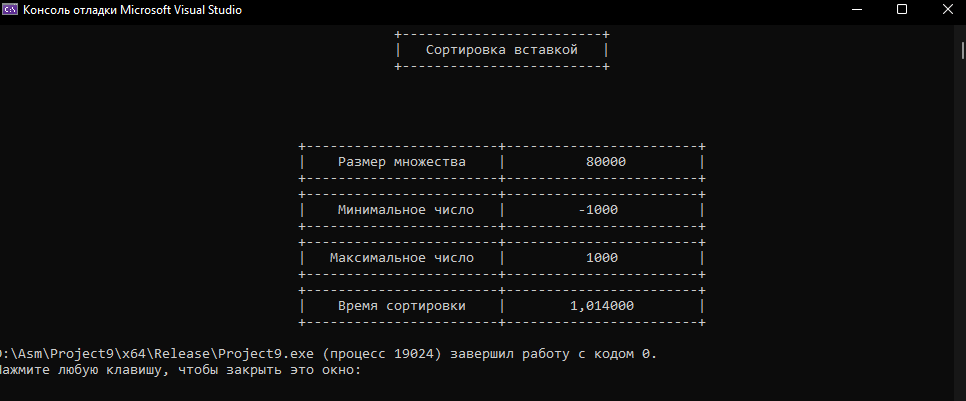 Консоль отладки Microsoft Visual Studio
Сортировка вставкой
Размер множества 80000
Минимальное число -1000
Максимальное число 1000
Время сортировки 1,014000
:\Asm\Project9\x64\Release\Project9.exe (процесс 19024) завершил работу с кодом 0.
Нажмите любую клавишу, чтобы закрыть это окно: